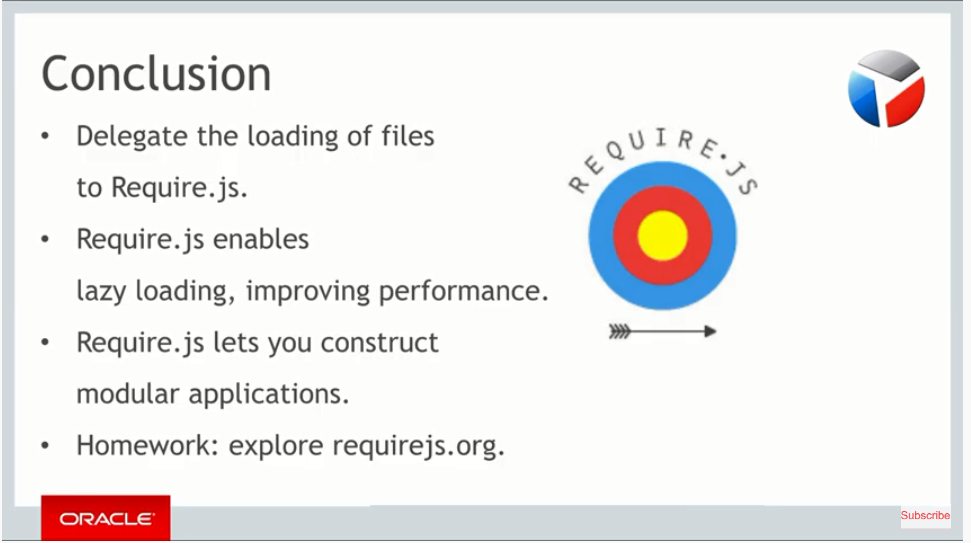 Conclusion
• Delegate the loading of files
to Require.js.
• Require.js enables
lazy loading, improving performance.
• Require.js lets you construct
modular applications.
• Homework: explore requirejs.org.
REQUIRE.JS
ORACLE
Subscribe